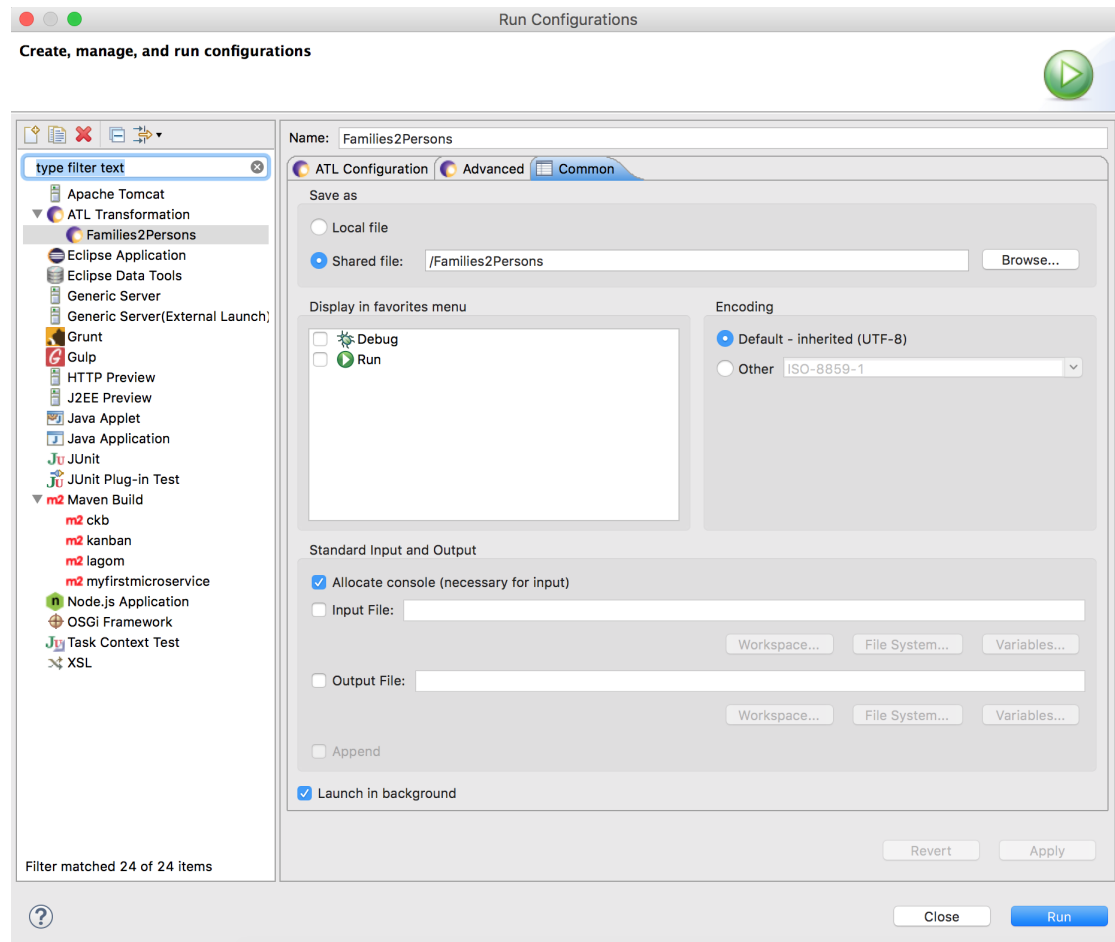 Run Configurations
Create, manage, and run configurations
type filter text
Apache Tomcat
ATL Transformation
Families2Persons
Eclipse Application
Eclipse Data Tools
Generic Server
Generic Server(External Launch)
Grunt
Gulp
HTTP Preview
J2EE Preview
Java Applet
Java Application
JUnit
JUnit Plug-in Test
m2 Maven Build
m2 ckb
m2 kanban
m2 lagom
m2 myfirstmicroservice
Node.js Application
OSGi Framework
Task Context Test
XSL
Filter matched 24 of 24 items
Name: Families2Persons
ATL Configuration Advanced Common
Save as
Local file
Shared file: /Families2Persons Browse...
Display in favorites menu
Debug
Run
Encoding
Default - inherited (UTF-8)
Other ISO-8859-1
Standard Input and Output
Allocate console (necessary for input)
Input File:
Workspace... File System... Variables...
Output File:
Workspace... File System... Variables...
Append
Launch in background
Revert Apply
? Close Run